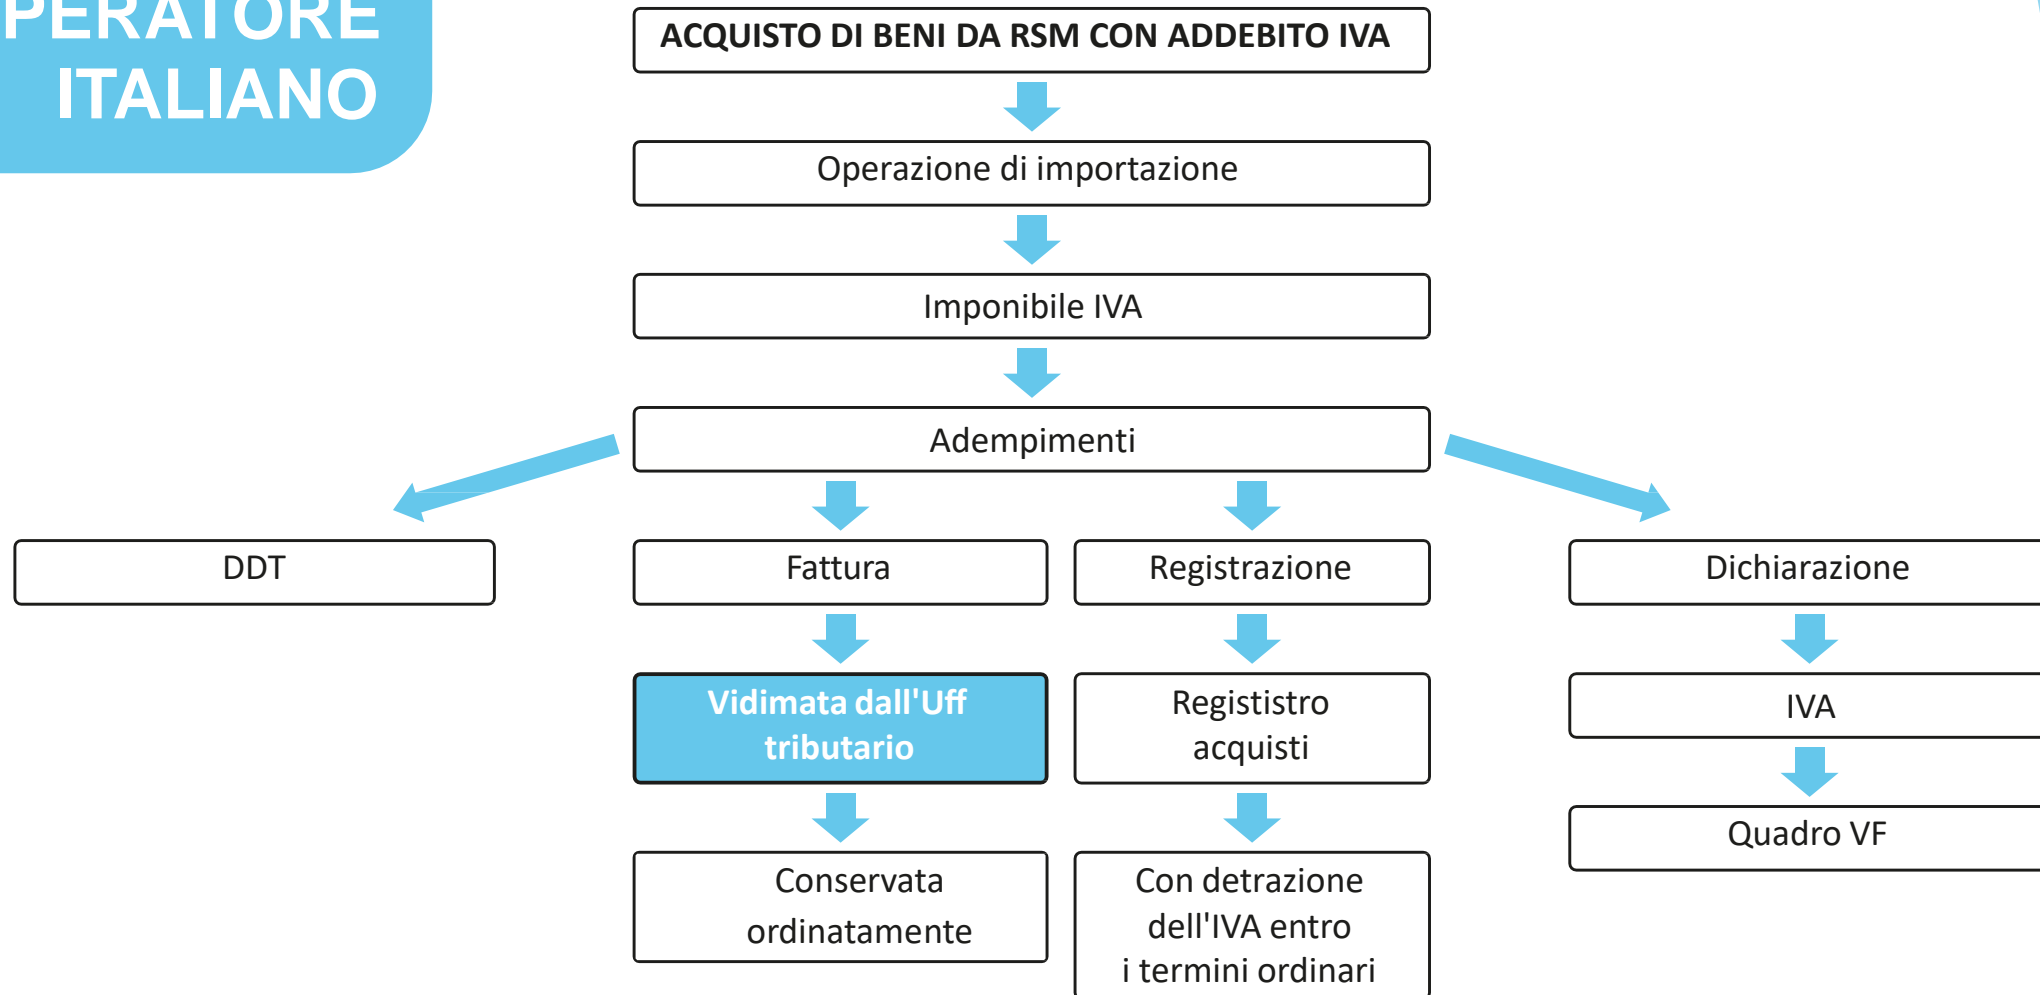 PERATORE
ITALIANO
ACQUISTO DI BENI DA RSM CON ADDEBITO IVA
Operazione di importazione
Imponibile IVA
Adempimenti
DDT
Fattura
Registrazione
Dichiarazione
Vidimata dall'Uff
tributario
Regististro
acquisti
IVA
Quadro VF
Conservata
ordinatamente
Con detrazione
dell'IVA entro
i termini ordinari